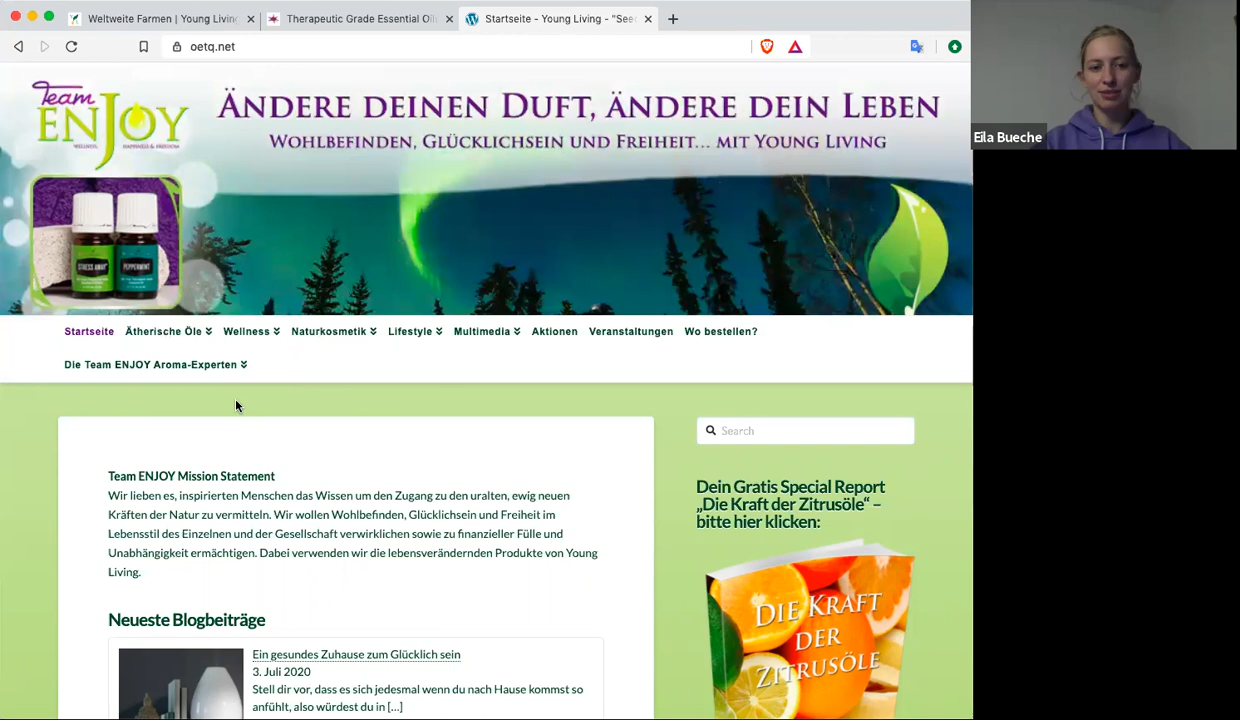 Weltweite Farmen | Young Living
Therapeutic Grade Essential Oil
Startseite - Young Living - "See
oetq.net
Team
ENJOY
WELLNESS, HAPPINESS & FREEDOM
Ändere deinen Duft, ändere dein Leben
Wohlbefinden, Glücklichsein und Freiheit... mit Young Living
Eila Bueche
STRESS AWAY
PEPPERMINT
Startseite Ätherische Öle Wellness Naturkosmetik Lifestyle Multimedia Aktionen Veranstaltungen Wo bestellen?
Die Team ENJOY Aroma-Experten
Team ENJOY Mission Statement
Wir lieben es, inspirierten Menschen das Wissen um den Zugang zu den uralten, ewig neuen
Kräften der Natur zu vermitteln. Wir wollen Wohlbefinden, Glücklichsein und Freiheit im
Lebensstil des Einzelnen und der Gesellschaft verwirklichen sowie zu finanzieller Fülle und
Unabhängigkeit ermächtigen. Dabei verwenden wir die lebensverändernden Produkte von Young
Living.
Neueste Blogbeiträge
Ein gesundes Zuhause zum Glücklich sein
3. Juli 2020
Stell dir vor, dass es sich jedesmal wenn du nach Hause kommst so
anfühlt, also würdest du in [...]
Search
Dein Gratis Special Report
„Die Kraft der Zitrusöle“ –
bitte hier klicken:
Die Kraft
der
Zitrusöle